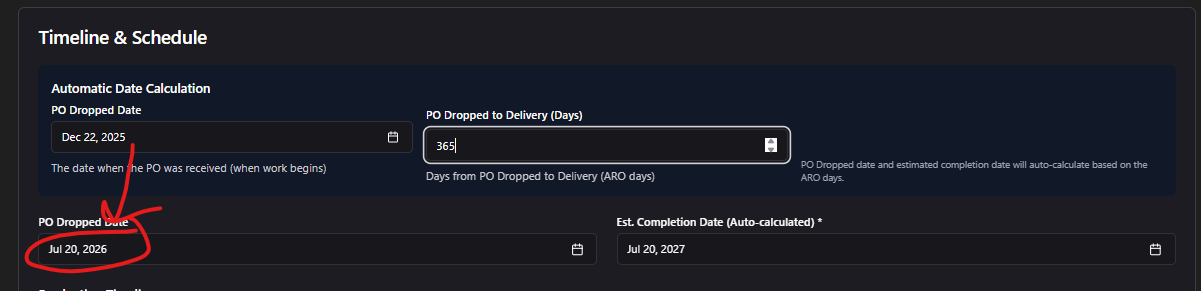 Timeline & Schedule
Automatic Date Calculation
PO Dropped Date
Dec 22, 2025
The date when the PO was received (when work begins)
PO Dropped to Delivery (Days)
365
Days from PO Dropped to Delivery (ARO days)
PO Dropped date and estimated completion date will auto-calculate based on the
ARO days.
PO Dropped Date
Jul 20, 2026
Est. Completion Date (Auto-calculated) *
Jul 20, 2027